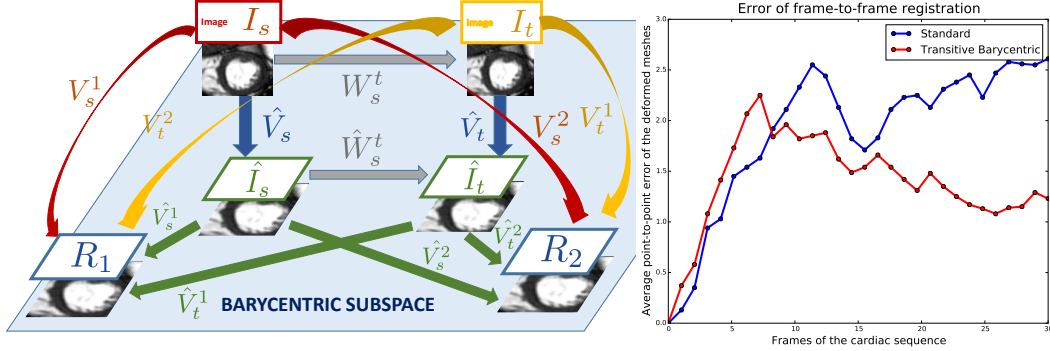 Image I_s
Image I_t
V_s^1
V_t^2
W_s^t
V_s^2
V_t^1
\hat{V}_s
\hat{V}_t
\hat{W}_s^t
\hat{I}_s
\hat{I}_t
\hat{V}_s^1
\hat{V}_t^2
\hat{V}_s^2
\hat{V}_t^1
R_1
R_2
BARYCENTRIC SUBSPACE
Error of frame-to-frame registration
Standard
Transitive Barycentric
Average point-to-point error of the deformed meshes
3.0
2.5
2.0
1.5
1.0
0.5
0.0
0 5 10 15 20 25 30
Frames of the cardiac sequence